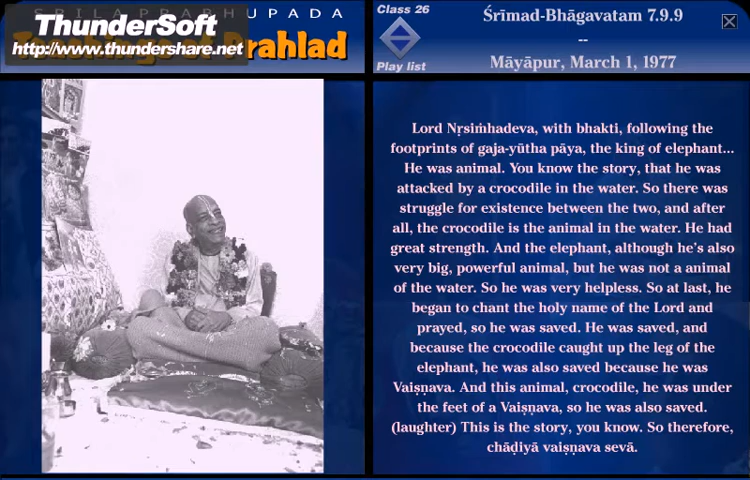 SRILA PRABHUPADA
ThunderSoft
http://www.thundershare.net
Prahlad
Class 26
Play list
Śrīmad-Bhāgavatam 7.9.9
--
Māyāpur, March 1, 1977
Lord Nṛsiṁhadeva, with bhakti, following the
footprints of gaja-yūtha pāya, the king of elephant...
He was animal. You know the story, that he was
attacked by a crocodile in the water. So there was
struggle for existence between the two, and after
all, the crocodile is the animal in the water. He had
great strength. And the elephant, although he's also
very big, powerful animal, but he was not a animal
of the water. So he was very helpless. So at last, he
began to chant the holy name of the Lord and
prayed, so he was saved. He was saved, and
because the crocodile caught up the leg of the
elephant, he was also saved because he was
Vaiṣṇava. And this animal, crocodile, he was under
the feet of a Vaiṣṇava, so he was also saved.
(laughter) This is the story, you know. So therefore,
chāḍiyā vaiṣṇava sevā.